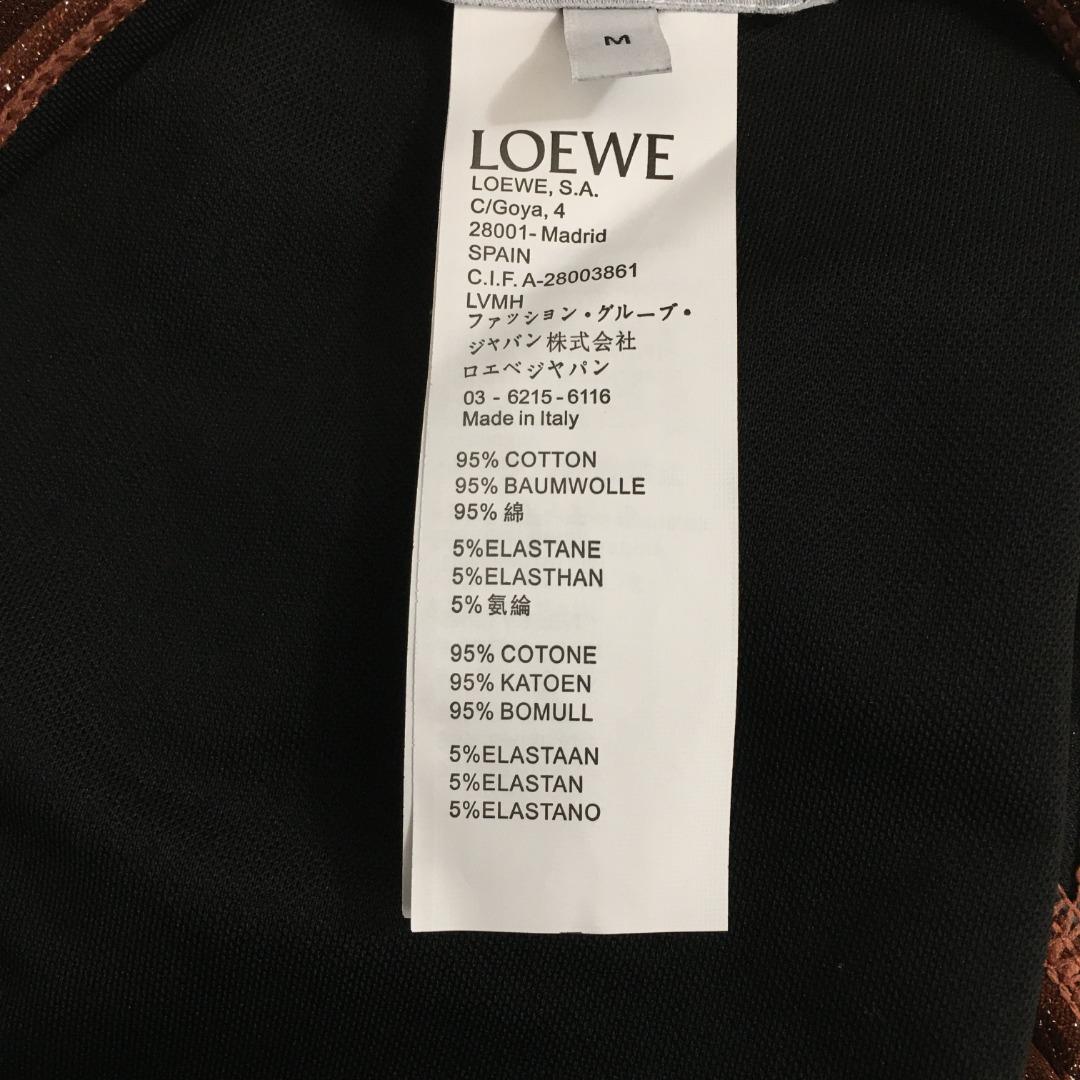 M
LOEWE
LOEWE, S.A.
C/Goya, 4
28001- Madrid
SPAIN
C.I.F. A-28003861
LVMH
ファッション・グループ・
ジャパン株式会社
ロエベジャパン
03 - 6215-6116
Made in Italy
95% COTTON
95% BAUMWOLLE
95% 綿
5%ELASTANE
5%ELASTHAN
5% 氨綸
95% COTONE
95% KATOEN
95% BOMULL
5%ELASTAAN
5%ELASTAN
5%ELASTANO